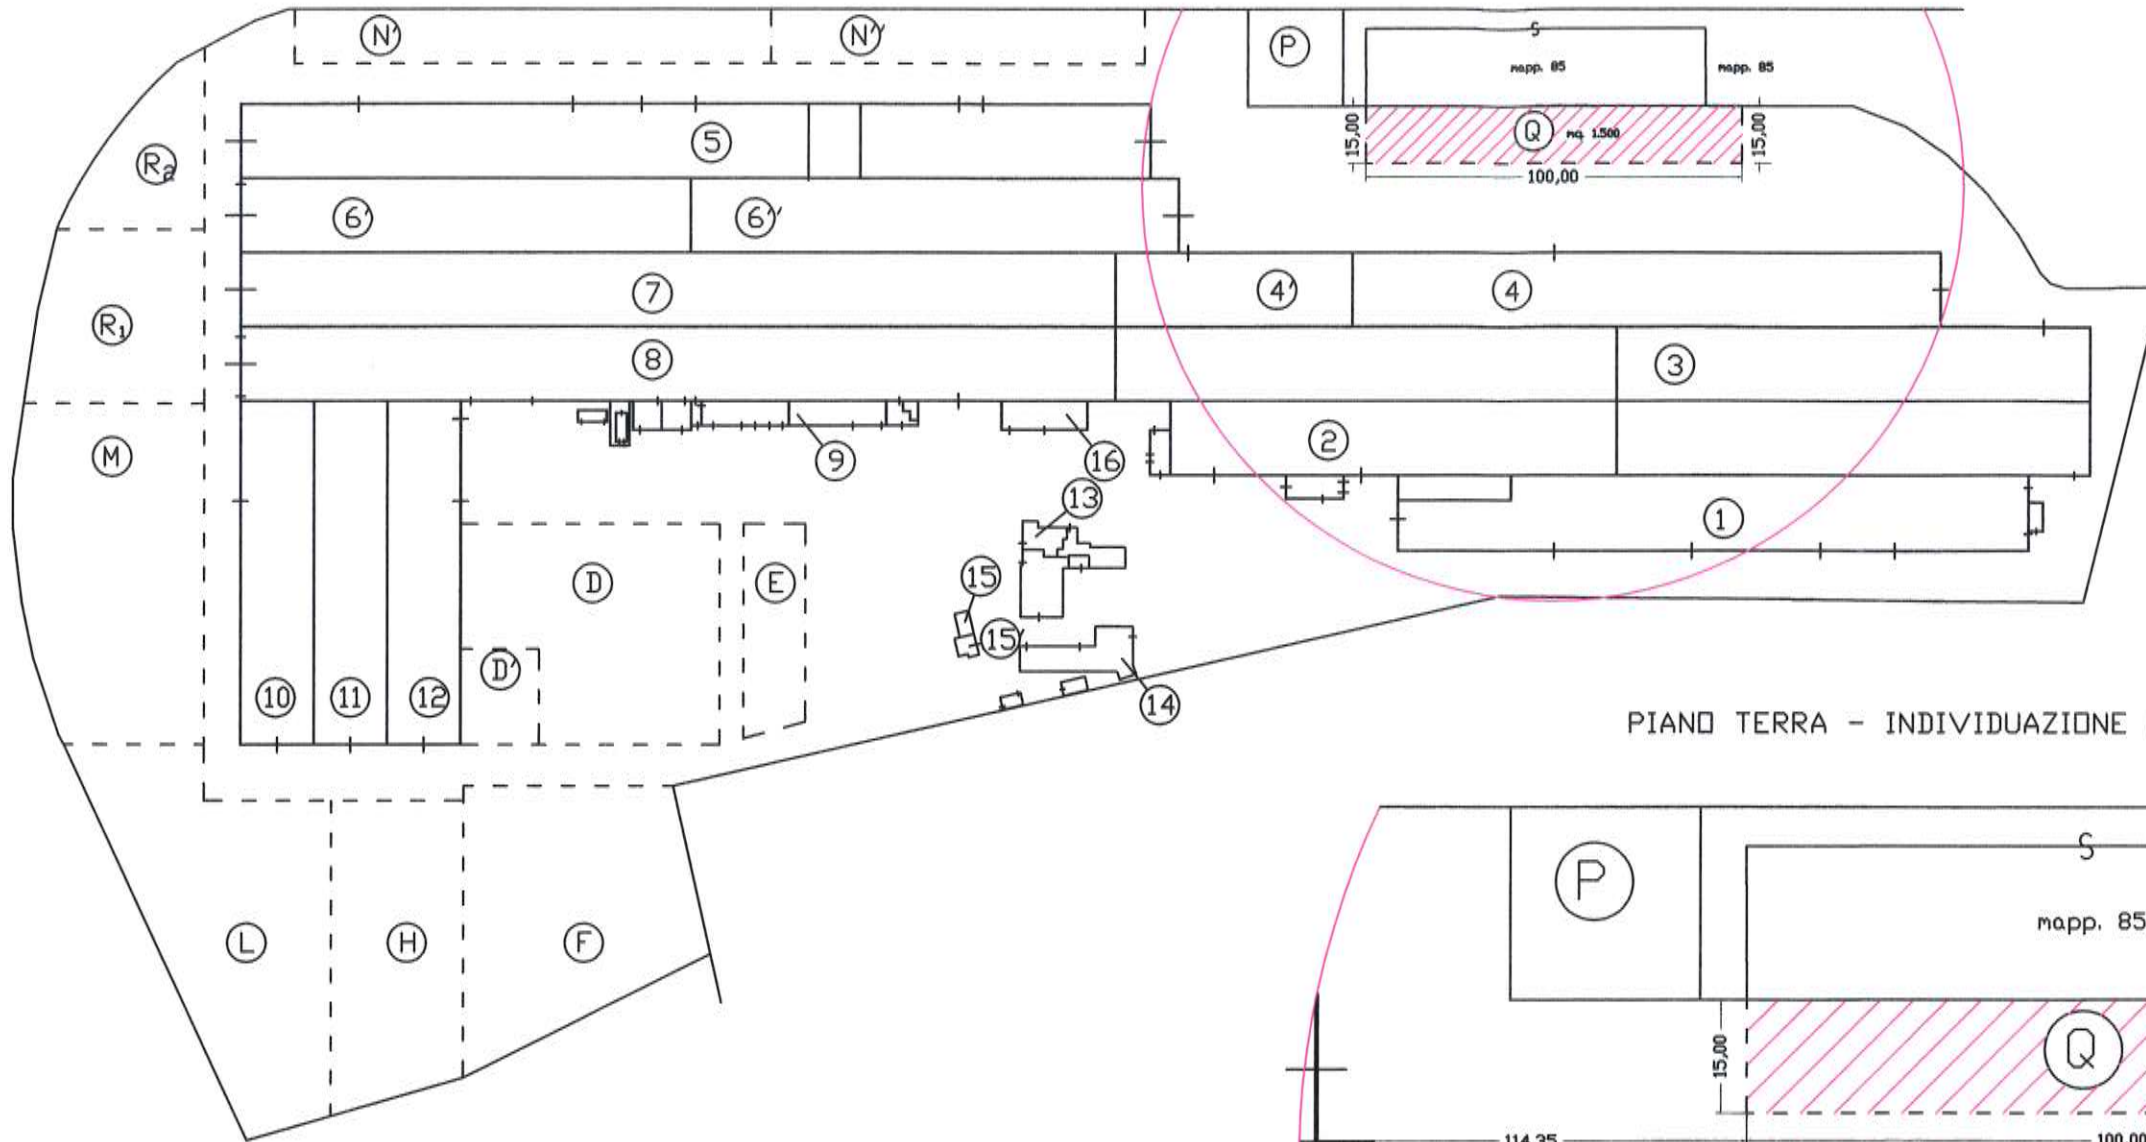 N' N'' P S
mapp. 85 mapp. 85
R2 5 15,00 Q mq. 1.500 15,00
100,00
6' 6''
R1 7 4' 4
8 3
M 9 16 2
13 1
D E 15
D' 15'
10 11 12 14
PIANO TERRA - INDIVIDUAZIONE
L H F
P S
mapp. 85
15,00 Q
114,35 100,00